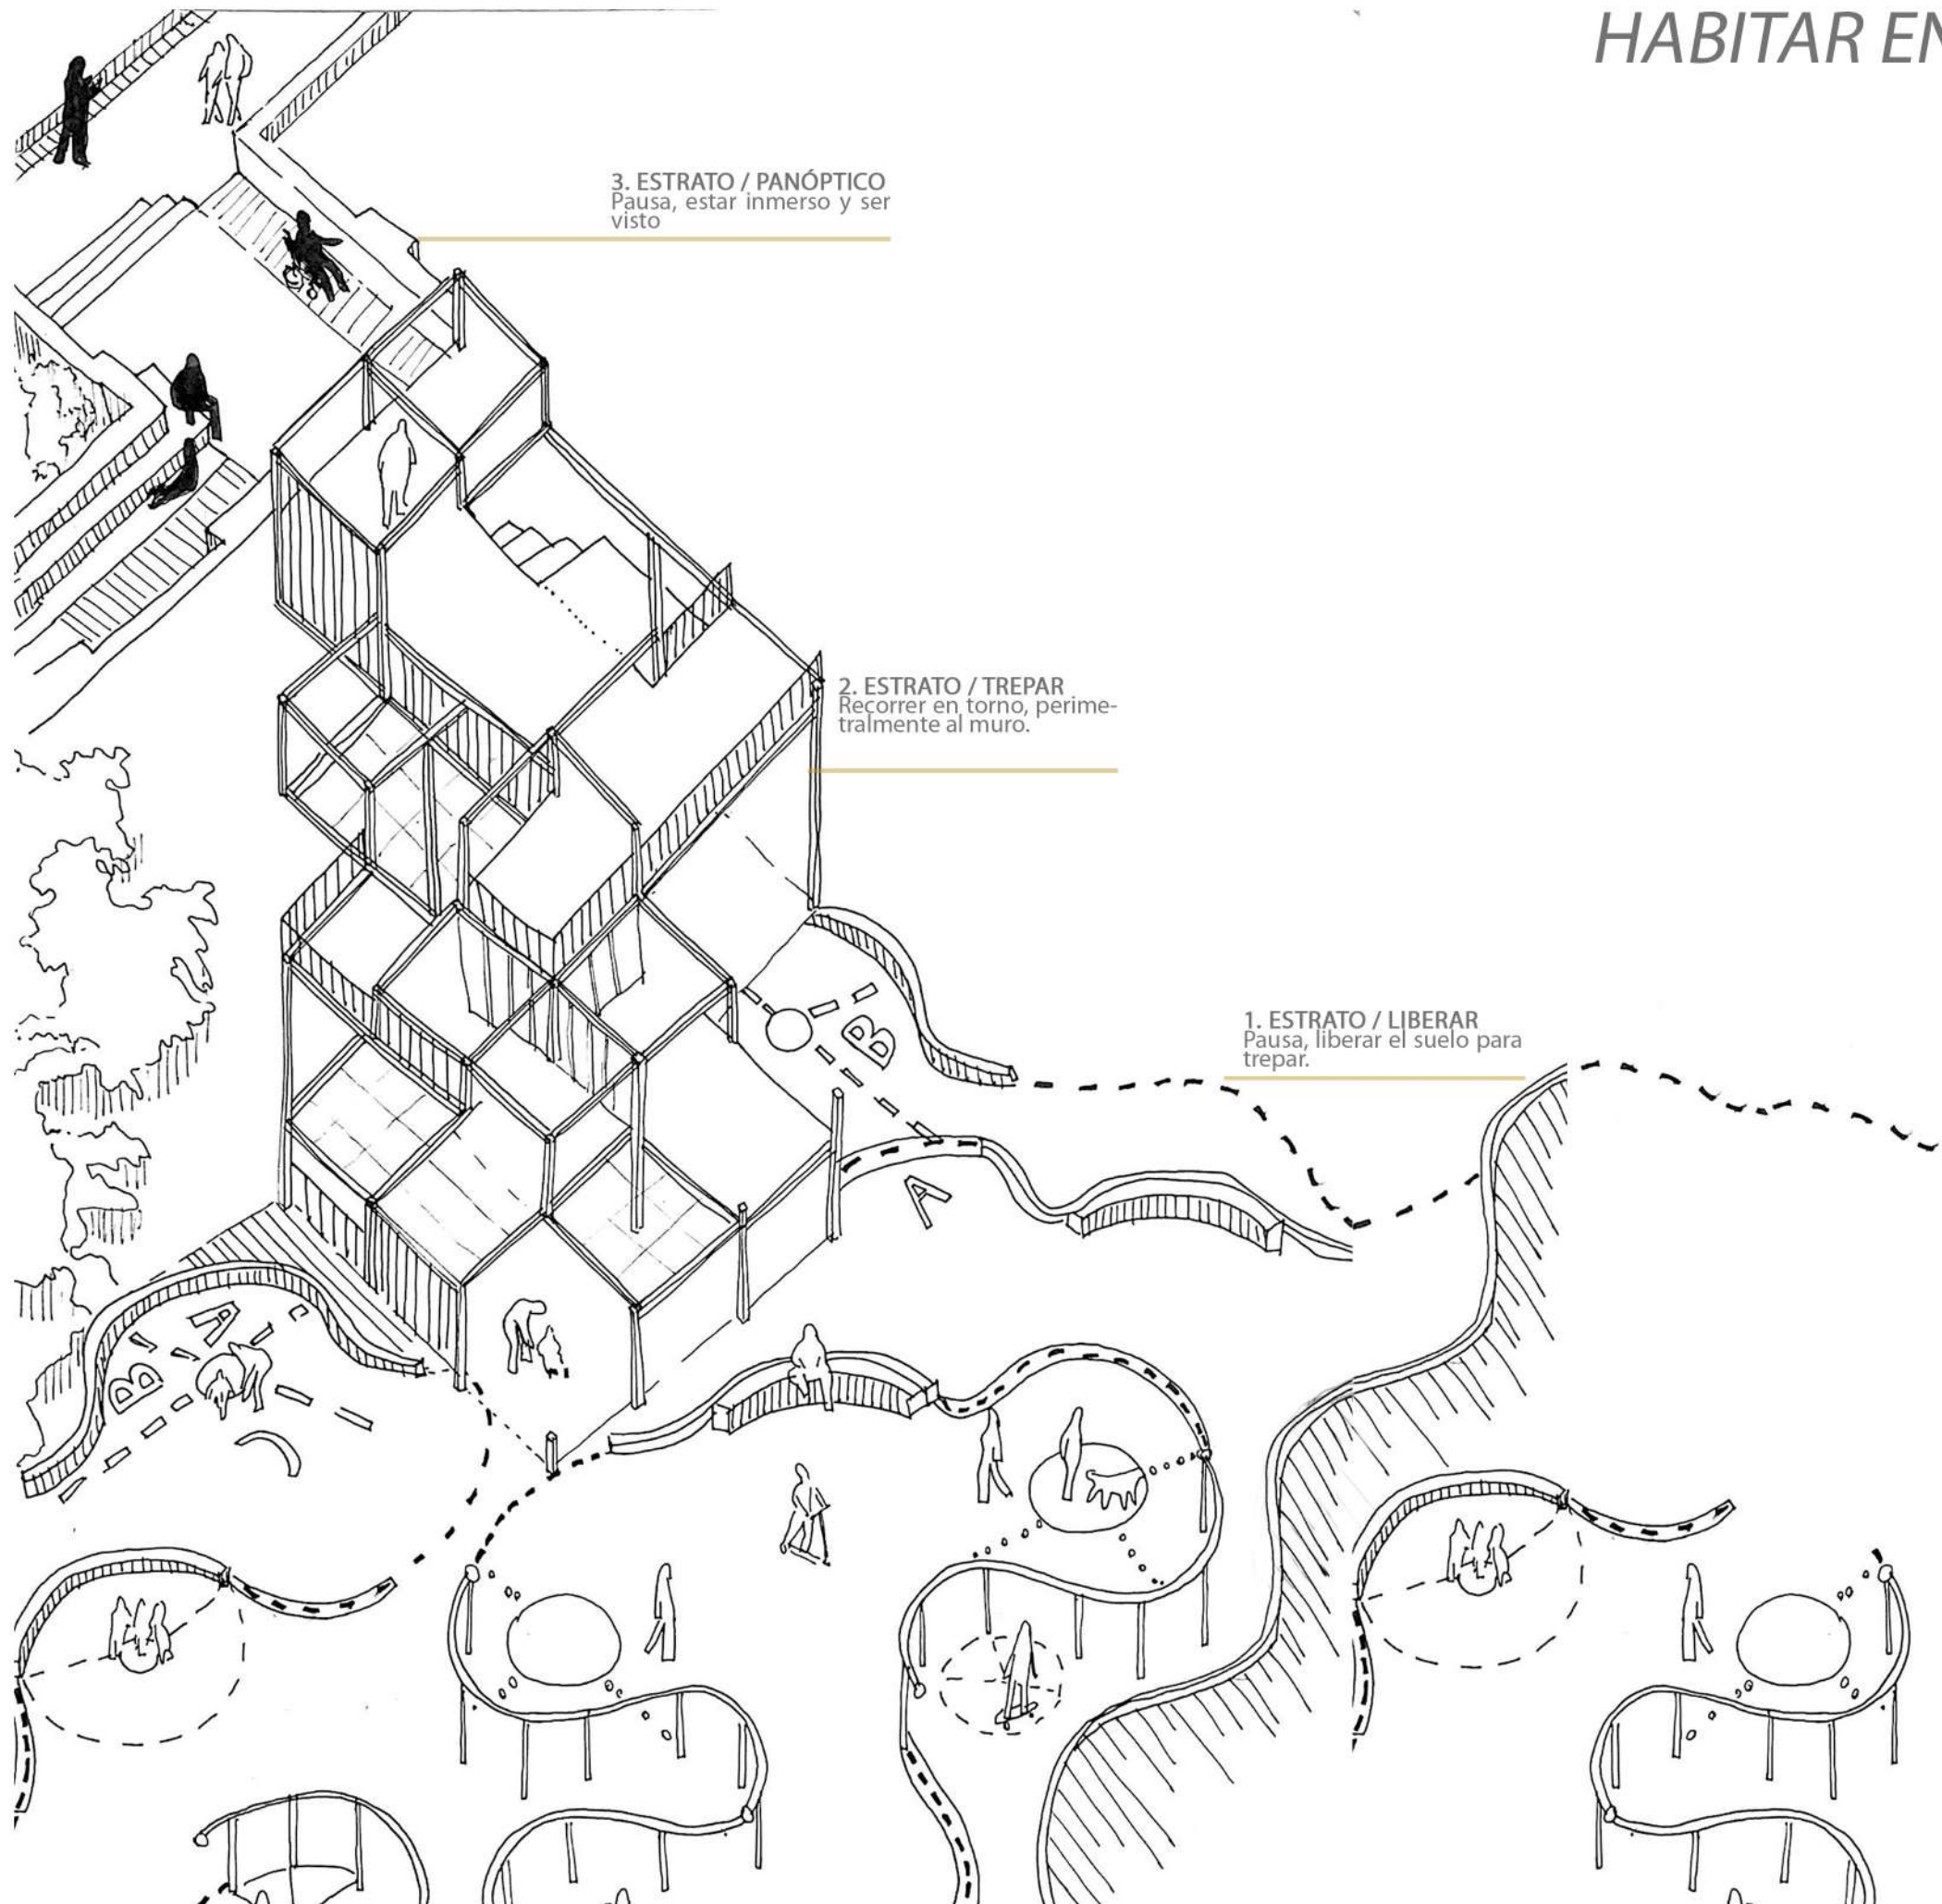 HABITAR EN
3. ESTRATO / PANÓPTICO
Pausa, estar inmerso y ser
visto
2. ESTRATO / TREPAR
Recorrer en torno, perime-
tralmente al muro.
1. ESTRATO / LIBERAR
Pausa, liberar el suelo para
trepar.
B
A
A
B
C